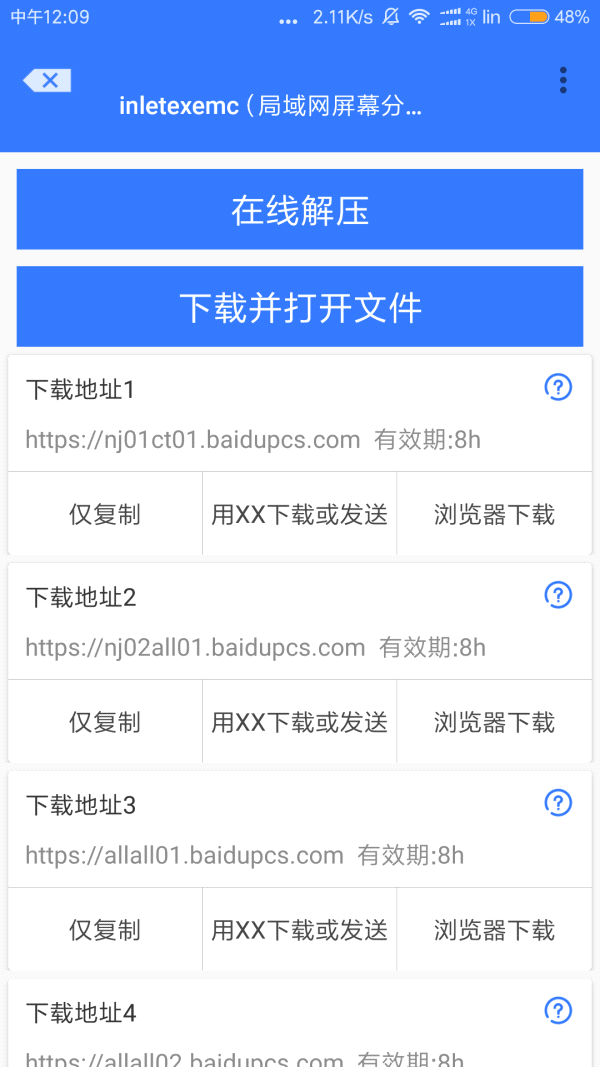 中午12:09 ... 2.11K/s 4G 1X lin 48%
inletexemc（局域网屏幕分...
在线解压
下载并打开文件
下载地址1
https://nj01ct01.baidupcs.com 有效期:8h
仅复制 用XX下载或发送 浏览器下载
下载地址2
https://nj02all01.baidupcs.com 有效期:8h
仅复制 用XX下载或发送 浏览器下载
下载地址3
https://allall01.baidupcs.com 有效期:8h
仅复制 用XX下载或发送 浏览器下载
下载地址4
https://allall02.baidupcs.com 有效期:8h